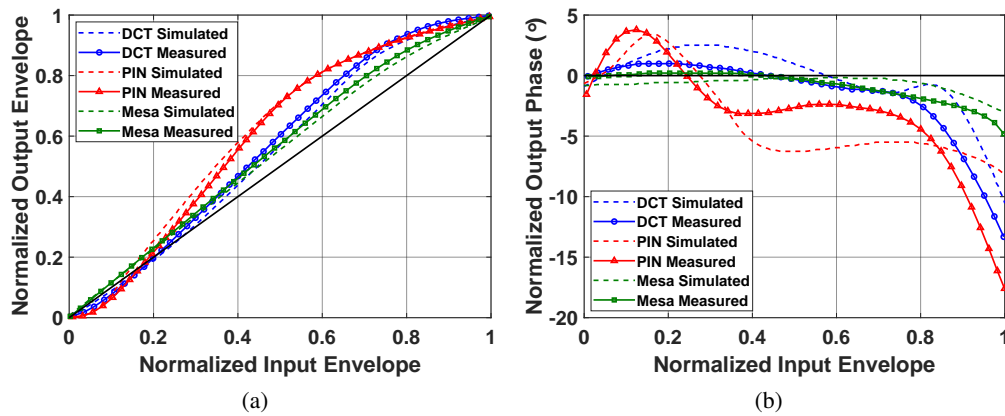 1
0.8
0.6
0.4
0.2
0
Normalized Output Envelope
DCT Simulated
DCT Measured
PIN Simulated
PIN Measured
Mesa Simulated
Mesa Measured
0 0.2 0.4 0.6 0.8 1
Normalized Input Envelope
(a)
5
0
-5
-10
-15
-20
Normalized Output Phase (°)
DCT Simulated
DCT Measured
PIN Simulated
PIN Measured
Mesa Simulated
Mesa Measured
0 0.2 0.4 0.6 0.8 1
Normalized Input Envelope
(b)